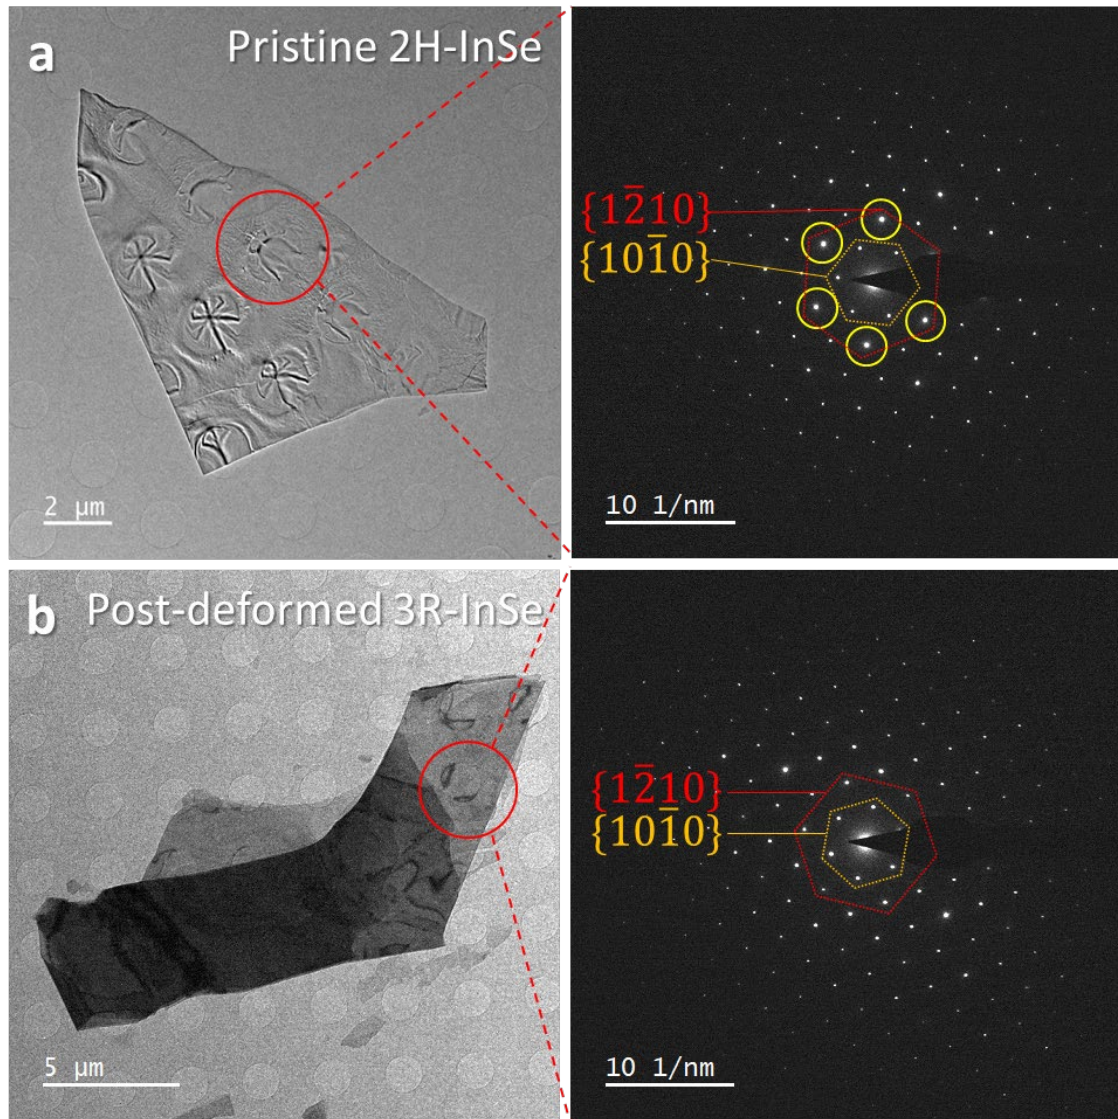 a
Pristine 2H-InSe
{12̅10}
{101̅0}
2 μm
10 1/nm
b
Post-deformed 3R-InSe
{12̅10}
{101̅0}
5 μm
10 1/nm